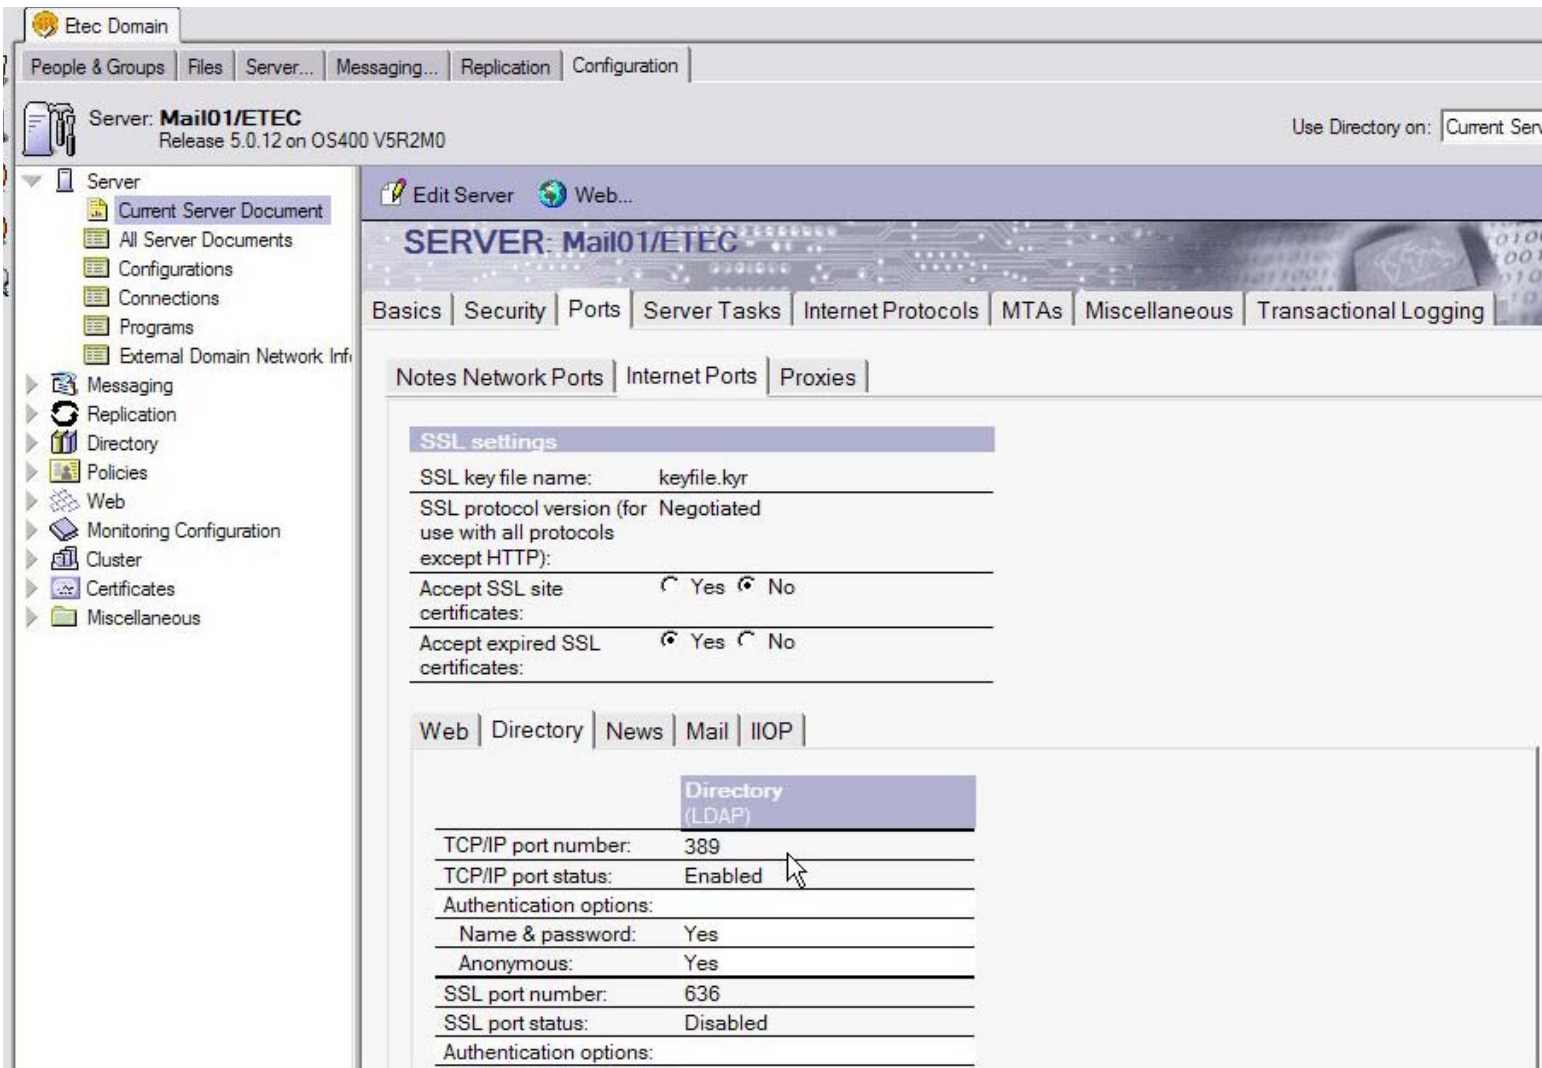 Etec Domain
People & Groups Files Server... Messaging... Replication Configuration
Server: Mail01/ETEC
Release 5.0.12 on OS400 V5R2M0
Use Directory on: Current Serv
Server
Current Server Document
All Server Documents
Configurations
Connections
Programs
External Domain Network Inf
Messaging
Replication
Directory
Policies
Web
Monitoring Configuration
Cluster
Certificates
Miscellaneous
Edit Server Web...
SERVER: Mail01/ETEC
Basics Security Ports Server Tasks Internet Protocols MTAs Miscellaneous Transactional Logging
Notes Network Ports Internet Ports Proxies
SSL settings
SSL key file name: keyfile.kyr
SSL protocol version (for Negotiated
use with all protocols
except HTTP):
Accept SSL site Yes No
certificates:
Accept expired SSL Yes No
certificates:
Web Directory News Mail IIOP
Directory
(LDAP)
TCP/IP port number: 389
TCP/IP port status: Enabled
Authentication options:
Name & password: Yes
Anonymous: Yes
SSL port number: 636
SSL port status: Disabled
Authentication options: